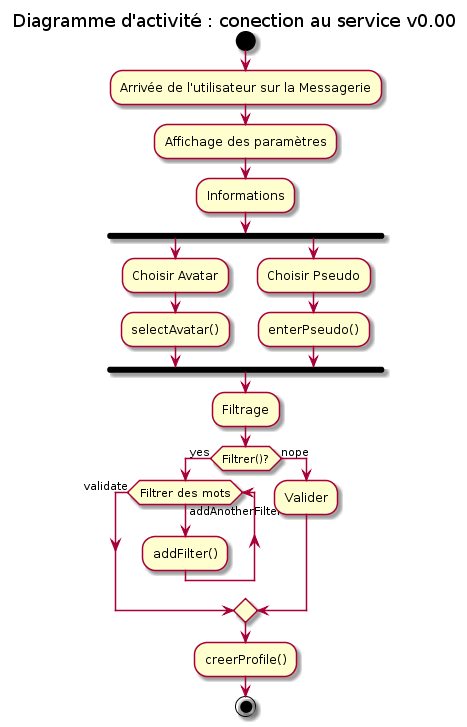 Diagramme d'activité : conection au service v0.00
Arrivée de l'utilisateur sur la Messagerie
Affichage des paramètres
Informations
Choisir Avatar
Choisir Pseudo
selectAvatar()
enterPseudo()
Filtrage
yes
Filtrer()?
nope
validate
Filtrer des mots
Valider
addAnotherFilter
addFilter()
creerProfile()